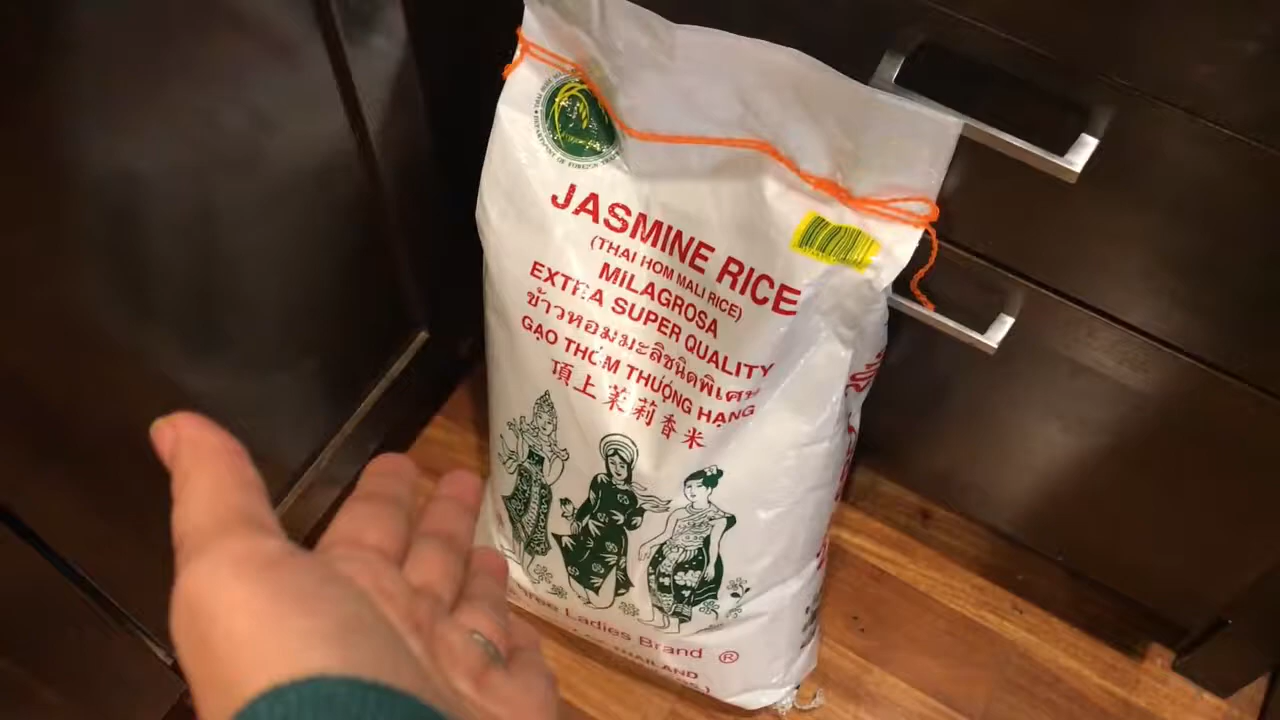 JASMINE RICE
(THAI HOM MALI RICE)
MILAGROSA
EXTRA SUPER QUALITY
ข้าวหอมมะลิชนิดพิเศษ
GẠO THƠM THƯỢNG HẠNG
頂上茉莉香米
Three Ladies Brand ®
THAILAND